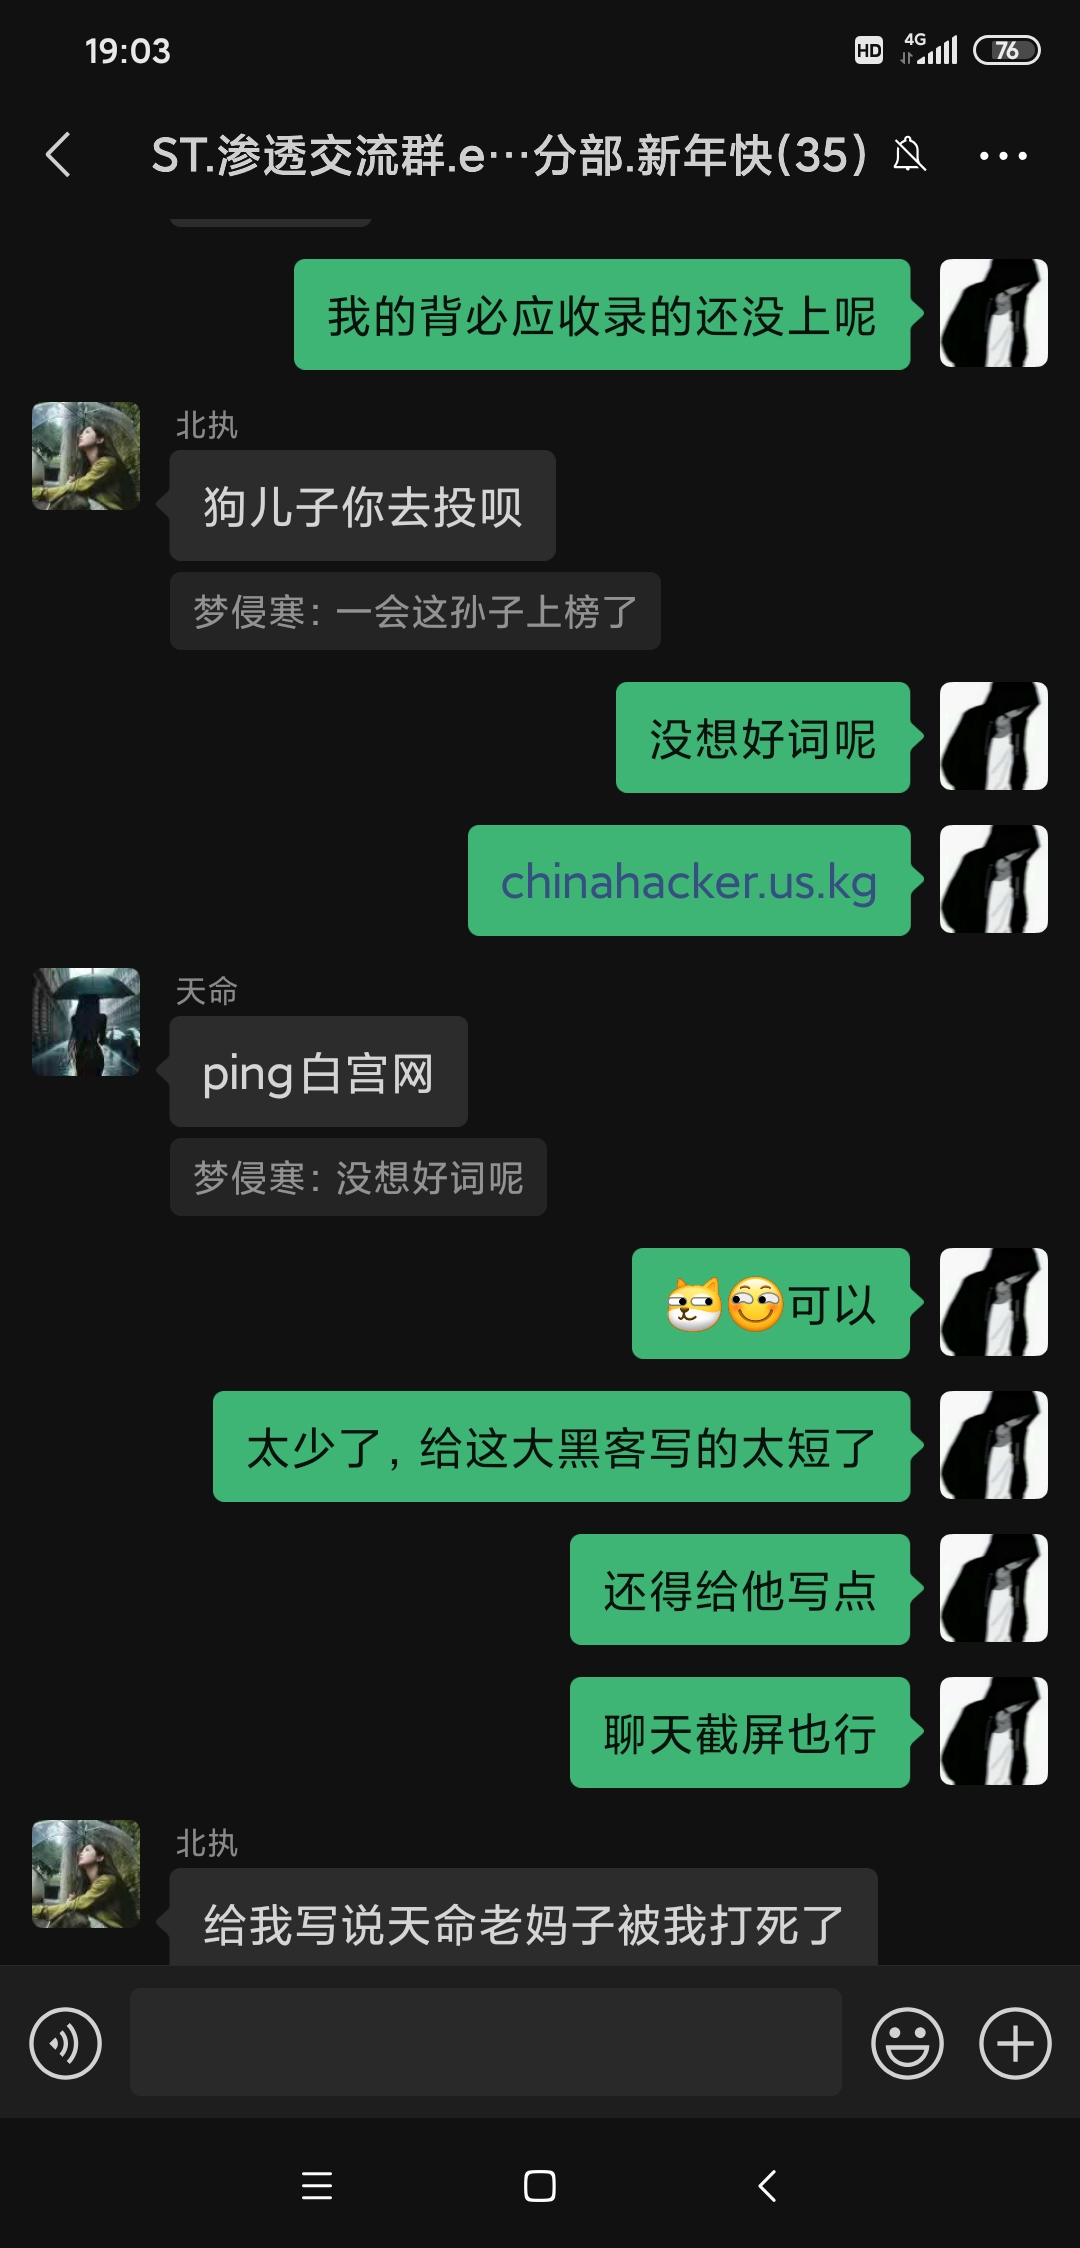 19:03
HD 4G 76
ST.渗透交流群.e…分部.新年快(35)
我的背必应收录的还没上呢
北执
狗儿子你去投呗
梦侵寒: 一会这孙子上榜了
没想好词呢
chinahacker.us.kg
天命
ping白宫网
梦侵寒: 没想好词呢
可以
太少了, 给这大黑客写的太短了
还得给他写点
聊天截屏也行
北执
给我写说天命老妈子被我打死了